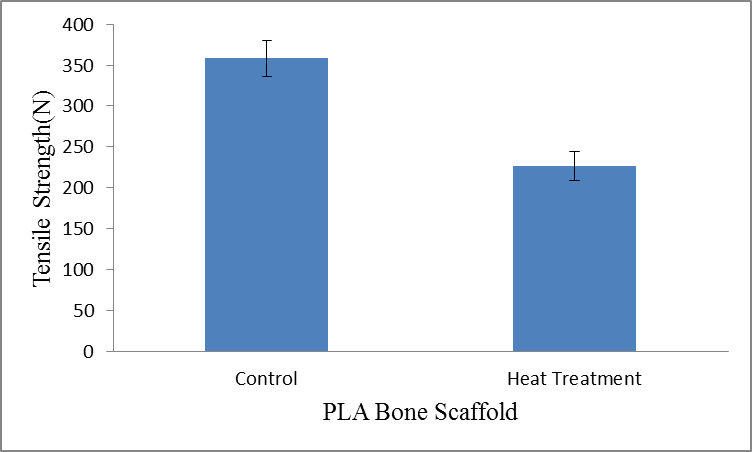 400
350
300
250
200
150
100
50
0
Tensile Strength(N)
Control
Heat Treatment
PLA Bone Scaffold